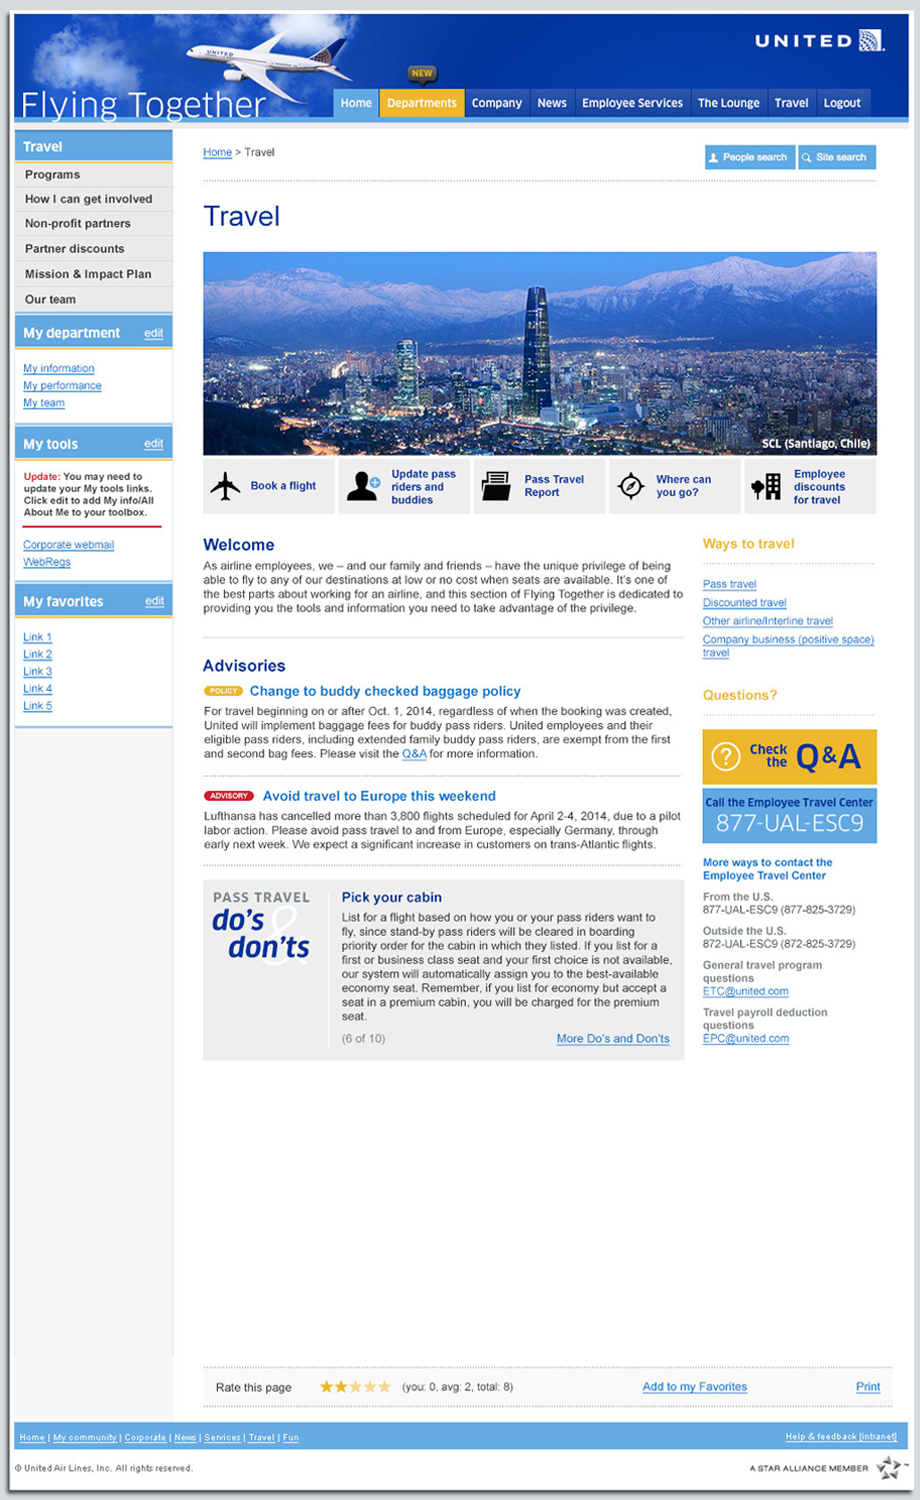 UNITED
UNITED
NEW
Flying Together
Home Departments Company News Employee Services The Lounge Travel Logout
Travel
Programs
How I can get involved
Non-profit partners
Partner discounts
Mission & Impact Plan
Our team
My department edit
My information
My performance
My team
My tools edit
Update: You may need to
update your My tools links.
Click edit to add My info/All
About Me to your toolbox.
Corporate webmail
WebRegs
My favorites edit
Link 1
Link 2
Link 3
Link 4
Link 5
Home > Travel
People search Site search
Travel
SCL (Santiago, Chile)
Book a flight
Update pass
riders and
buddies
Pass Travel
Report
Where can
you go?
Employee
discounts
for travel
Welcome
As airline employees, we – and our family and friends – have the unique privilege of being
able to fly to any of our destinations at low or no cost when seats are available. It's one of
the best parts about working for an airline, and this section of Flying Together is dedicated to
providing you the tools and information you need to take advantage of the privilege.
Advisories
POLICY Change to buddy checked baggage policy
For travel beginning on or after Oct. 1, 2014, regardless of when the booking was created,
United will implement baggage fees for buddy pass riders. United employees and their
eligible pass riders, including extended family buddy pass riders, are exempt from the first
and second bag fees. Please visit the Q&A for more information.
ADVISORY Avoid travel to Europe this weekend
Lufthansa has cancelled more than 3,800 flights scheduled for April 2-4, 2014, due to a pilot
labor action. Please avoid pass travel to and from Europe, especially Germany, through
early next week. We expect a significant increase in customers on trans-Atlantic flights.
PASS TRAVEL
do's
&
don'ts
Pick your cabin
List for a flight based on how you or your pass riders want to
fly, since stand-by pass riders will be cleared in boarding
priority order for the cabin in which they listed. If you list for a
first or business class seat and your first choice is not available,
our system will automatically assign you to the best-available
economy seat. Remember, if you list for economy but accept a
seat in a premium cabin, you will be charged for the premium
seat.
(6 of 10) More Do's and Don'ts
Ways to travel
Pass travel
Discounted travel
Other airline/Interline travel
Company business (positive space)
travel
Questions?
? Check
the Q&A
Call the Employee Travel Center
877-UAL-ESC9
More ways to contact the
Employee Travel Center
From the U.S.
877-UAL-ESC9 (877-825-3729)
Outside the U.S.
872-UAL-ESC9 (872-825-3729)
General travel program
questions
ETC@united.com
Travel payroll deduction
questions
EPC@united.com
Rate this page (you: 0, avg: 2, total: 8) Add to my Favorites Print
Home | My community | Corporate | News | Services | Travel | Fun Help & feedback [intranet]
© United Air Lines, Inc. All rights reserved. A STAR ALLIANCE MEMBER